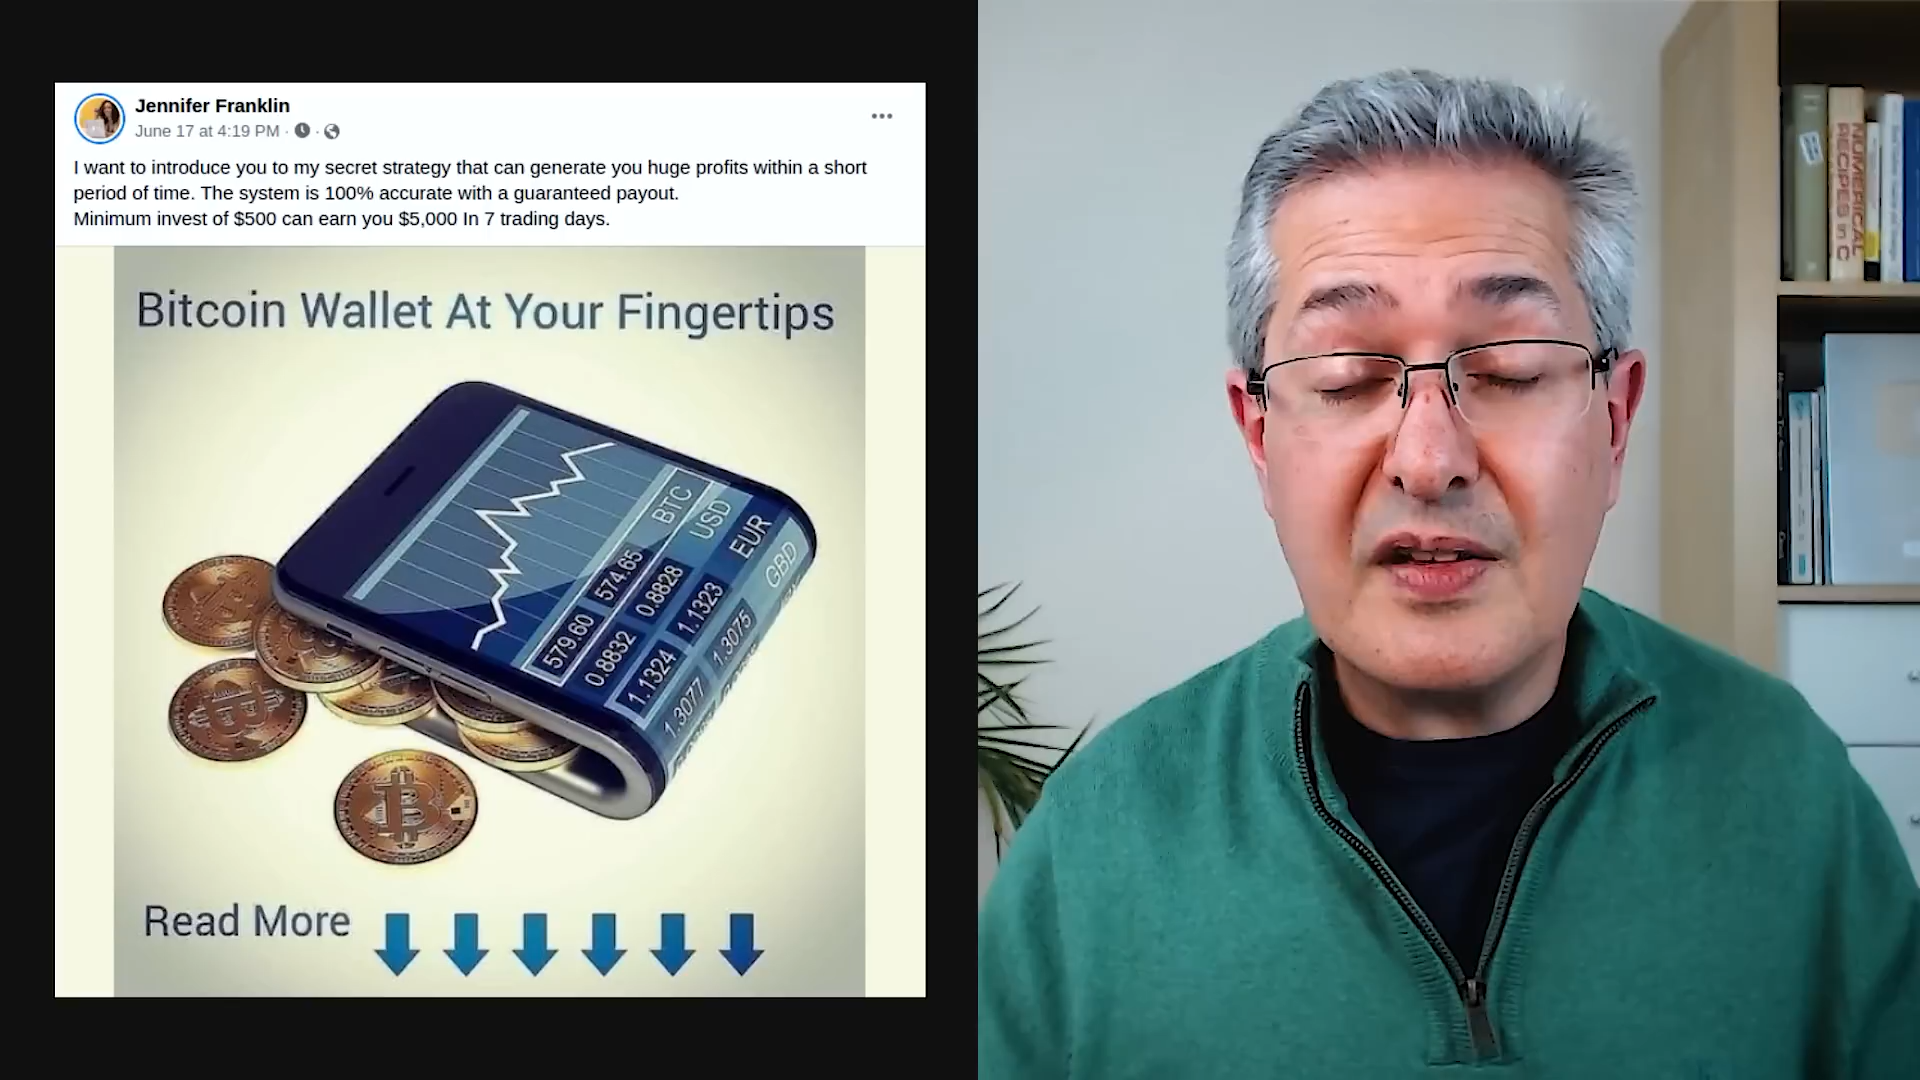 Jennifer Franklin
June 17 at 4:19 PM
I want to introduce you to my secret strategy that can generate you huge profits within a short
period of time. The system is 100% accurate with a guaranteed payout.
Minimum invest of $500 can earn you $5,000 In 7 trading days.
Bitcoin Wallet At Your Fingertips
579.60 574.65 BTC
0.8832 0.8828 USD
1.1324 1.1323 EUR
1.3077 1.3075 GBD
Read More
NUMERICAL
RECIPES in C